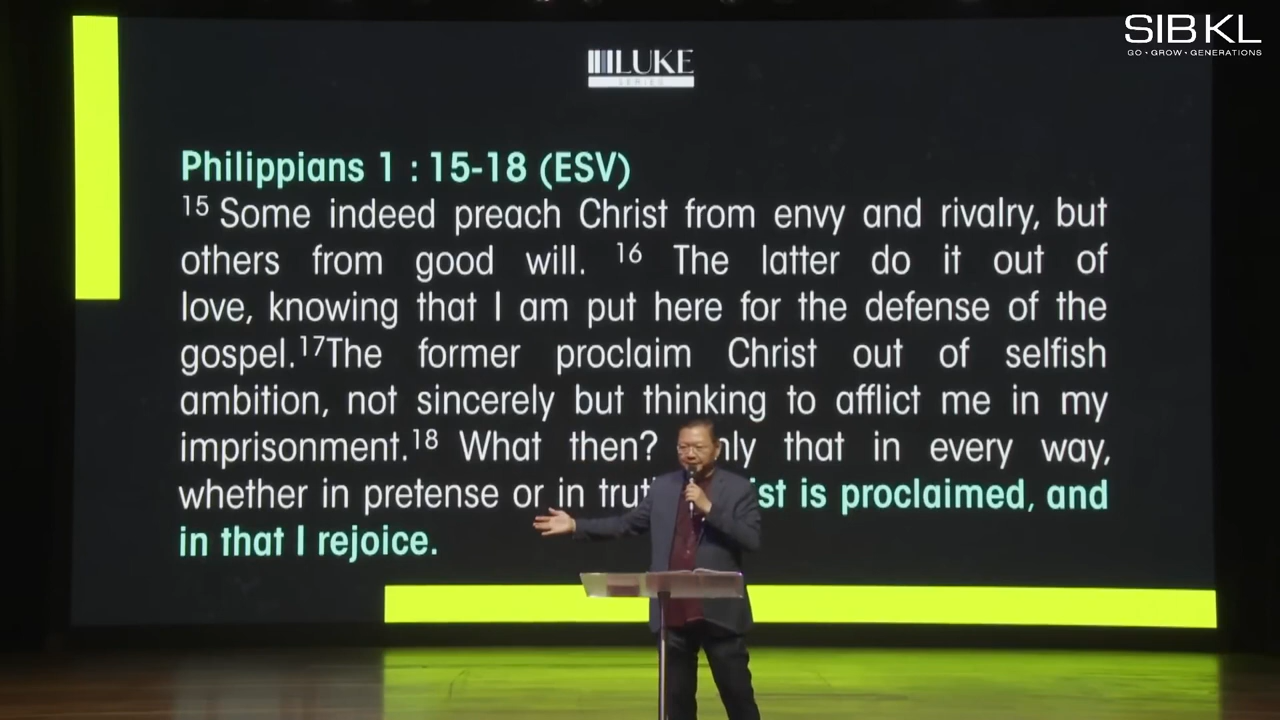 SIBKL
GO • GROW • GENERATIONS
LUKE
SERIES
Philippians 1 : 15-18 (ESV)
15 Some indeed preach Christ from envy and rivalry, but
others from good will. 16 The latter do it out of
love, knowing that I am put here for the defense of the
gospel.17The former proclaim Christ out of selfish
ambition, not sincerely but thinking to afflict me in my
imprisonment.18 What then? that in every way,
whether in pretense or in is proclaimed, and
in that I rejoice.